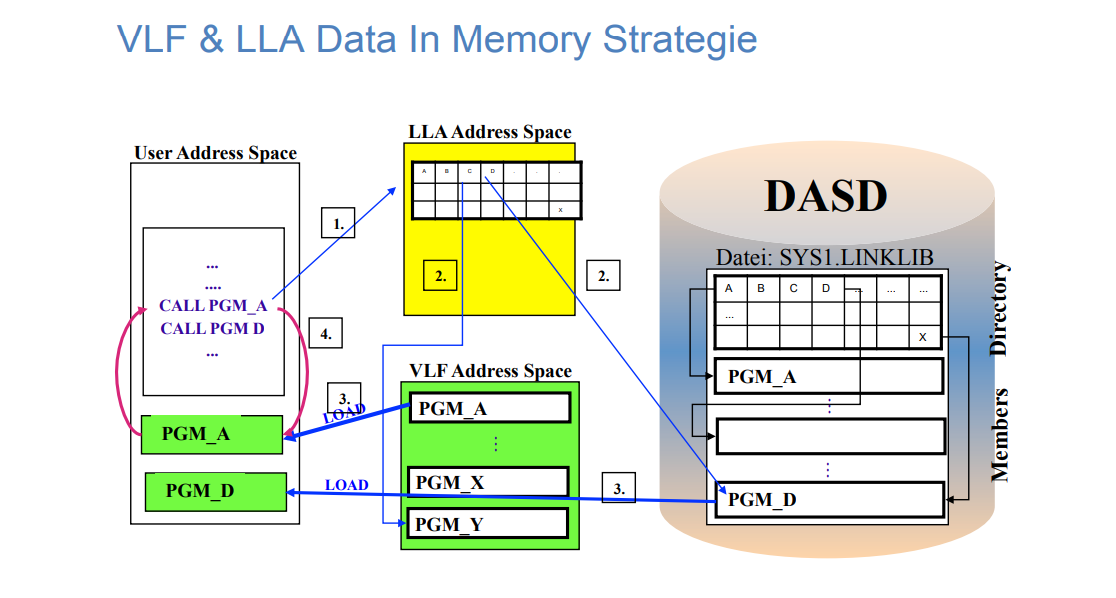 VLF & LLA Data In Memory Strategie
LLA Address Space
User Address Space
A B C D . . .
X
1.
2.
2.
...
....
CALL PGM_A
CALL PGM D
...
4.
3.
LOAD
PGM_A
LOAD
PGM_D
VLF Address Space
PGM_A
⋮
PGM_X
PGM_Y
3.
DASD
Datei: SYS1.LINKLIB
A B C D ... ... ...
...
X
PGM_A
⋮
⋮
PGM_D
Directory
Members